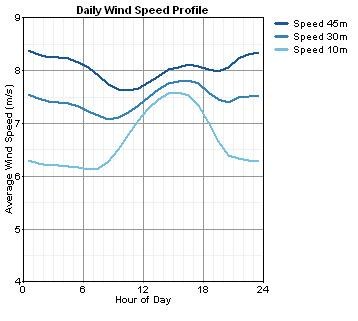 Daily Wind Speed Profile
Speed 45m
Speed 30m
Speed 10m
Average Wind Speed (m/s)
9
8
7
6
5
4
0
6
12
18
24
Hour of Day